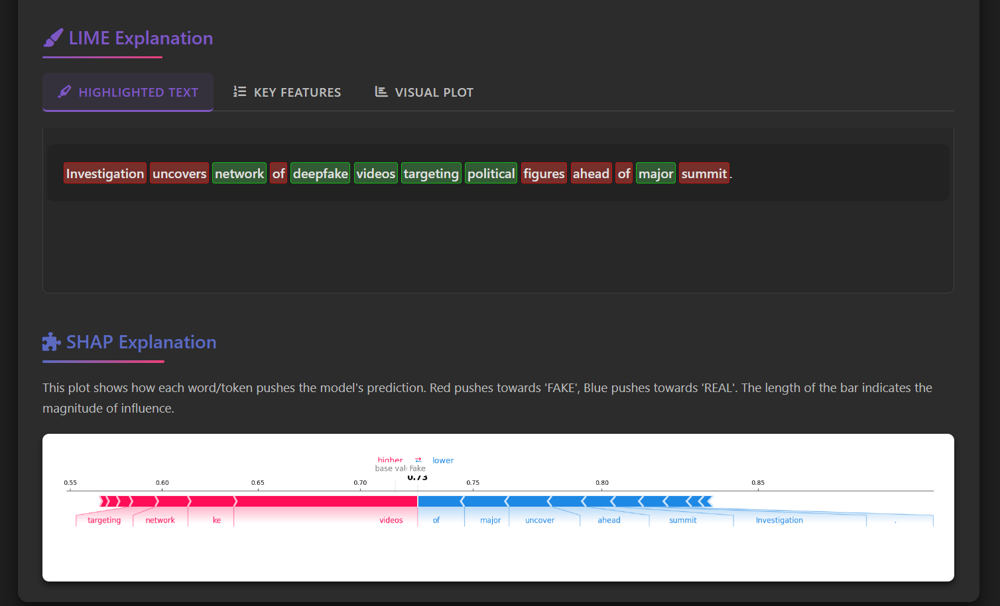 LIME Explanation
HIGHLIGHTED TEXT KEY FEATURES VISUAL PLOT
Investigation uncovers network of deepfake videos targeting political figures ahead of major summit.
SHAP Explanation
This plot shows how each word/token pushes the model's prediction. Red pushes towards 'FAKE', Blue pushes towards 'REAL'. The length of the bar indicates the
magnitude of influence.
higher ⇄ lower
base valu Fake
0.73
0.55 0.60 0.65 0.70 0.75 0.80 0.85
targeting network ke videos of major uncover ahead summit Investigation .